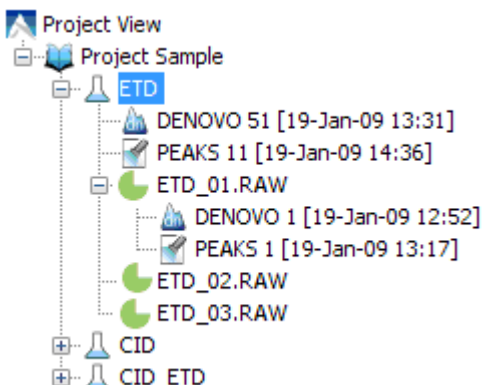 Project View
Project Sample
ETD
DENOVO 51 [19-Jan-09 13:31]
PEAKS 11 [19-Jan-09 14:36]
ETD_01.RAW
DENOVO 1 [19-Jan-09 12:52]
PEAKS 1 [19-Jan-09 13:17]
ETD_02.RAW
ETD_03.RAW
CID
CID_ETD